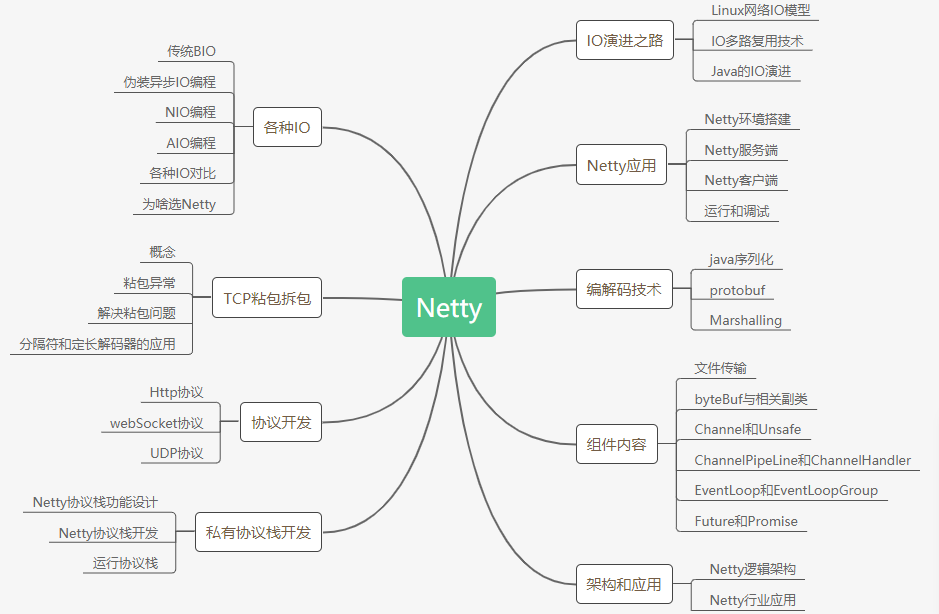 Netty
IO演进之路
Linux网络IO模型
IO多路复用技术
Java的IO演进
Netty应用
Netty环境搭建
Netty服务端
Netty客户端
运行和调试
编解码技术
java序列化
protobuf
Marshalling
组件内容
文件传输
byteBuf与相关副类
Channel和Unsafe
ChannelPipeLine和ChannelHandler
EventLoop和EventLoopGroup
Future和Promise
架构和应用
Netty逻辑架构
Netty行业应用
各种IO
传统BIO
伪装异步IO编程
NIO编程
AIO编程
各种IO对比
为啥选Netty
TCP粘包拆包
概念
粘包异常
解决粘包问题
分隔符和定长解码器的应用
协议开发
Http协议
webSocket协议
UDP协议
私有协议栈开发
Netty协议栈功能设计
Netty协议栈开发
运行协议栈